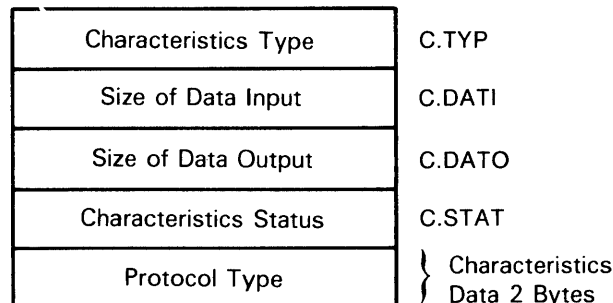 Characteristics Type C.TYP
Size of Data Input C.DATI
Size of Data Output C.DATO
Characteristics Status C.STAT
Protocol Type } Characteristics
Data 2 Bytes